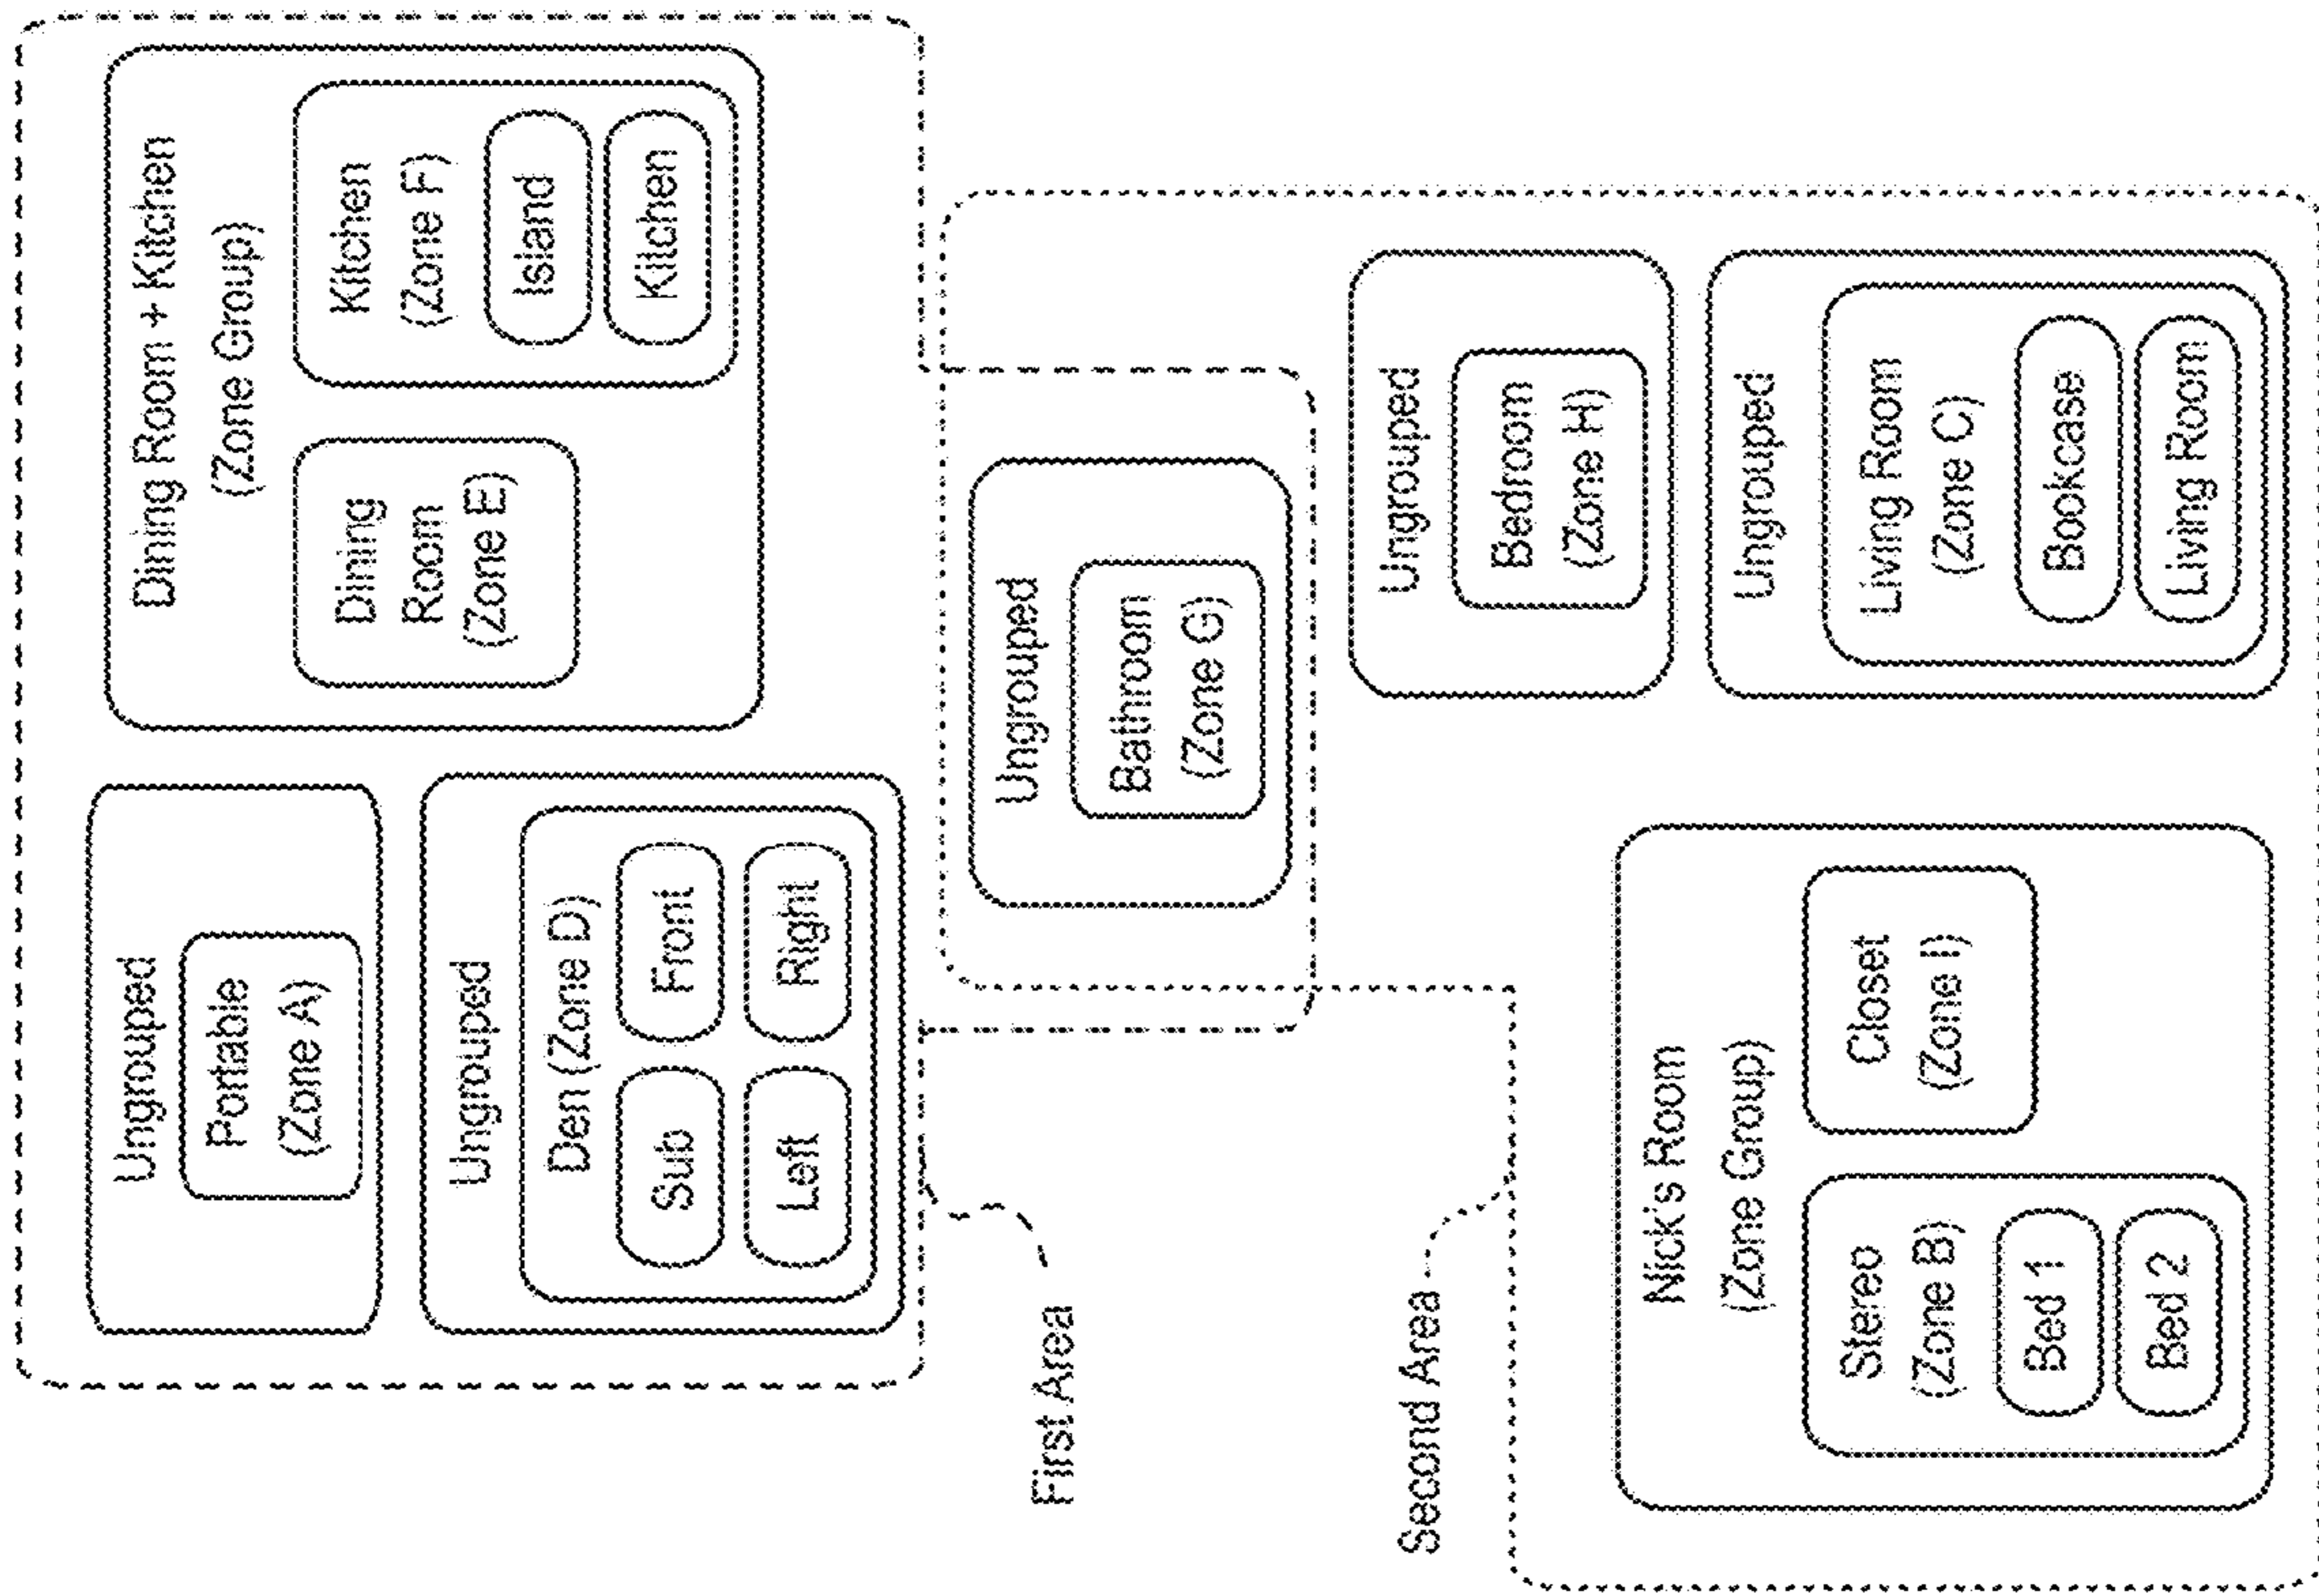 Ungrouped
Portable
(Zone A)
Ungrouped
Den (Zone D)
Sub
Front
Left
Right
Dining Room + Kitchen
(Zone Group)
Dining
Room
(Zone E)
Kitchen
(Zone F)
Island
Kitchen
First Area
Ungrouped
Bathroom
(Zone G)
Second Area
Ungrouped
Bedroom
(Zone H)
Nick's Room
(Zone Group)
Stereo
(Zone B)
Bed 1
Bed 2
Closet
(Zone I)
Ungrouped
Living Room
(Zone C)
Bookcase
Living Room